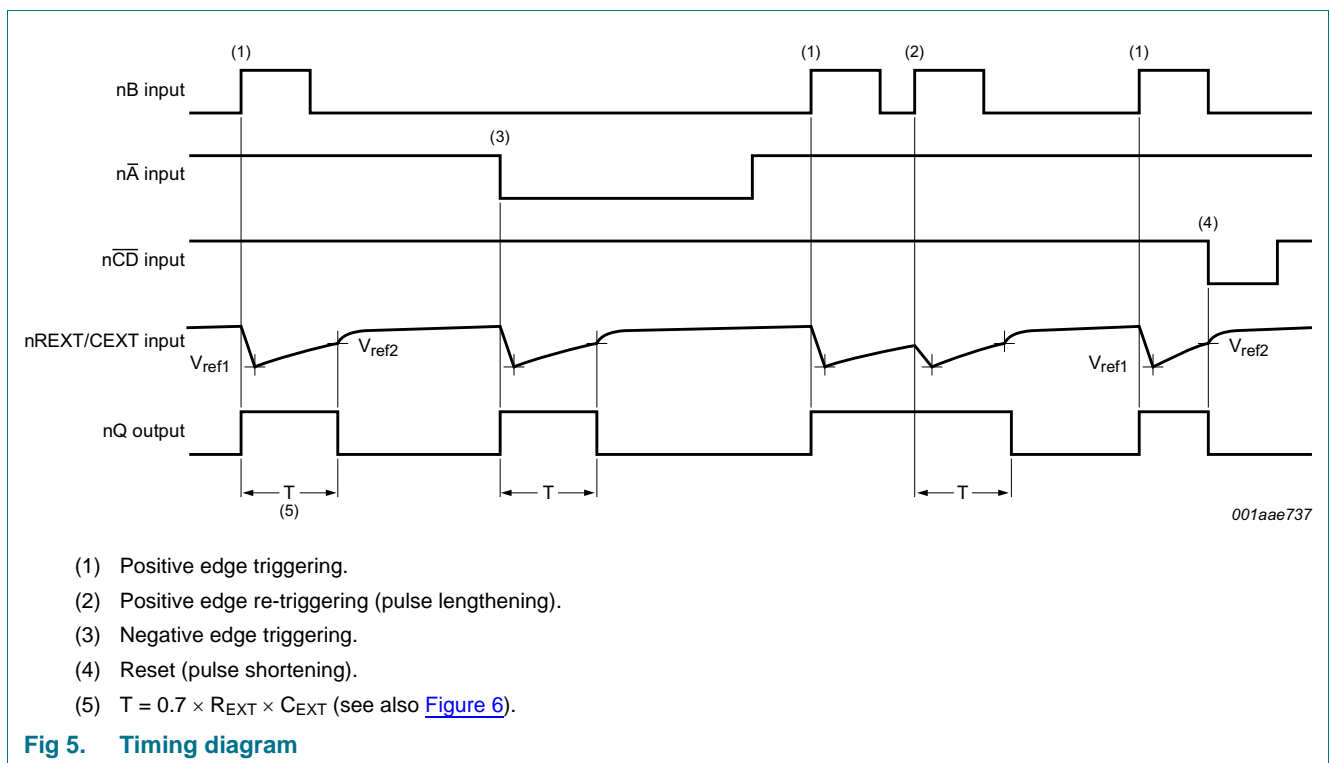 (1) (1) (2) (1)
nB input
(3)
nA̅ input
(4)
nC̅D̅ input
nREXT/CEXT input
Vref1 Vref2 Vref1 Vref2
nQ output
T T T
(5)
001aae737
(1) Positive edge triggering.
(2) Positive edge re-triggering (pulse lengthening).
(3) Negative edge triggering.
(4) Reset (pulse shortening).
(5) T = 0.7 × REXT × CEXT (see also Figure 6).
Fig 5. Timing diagram